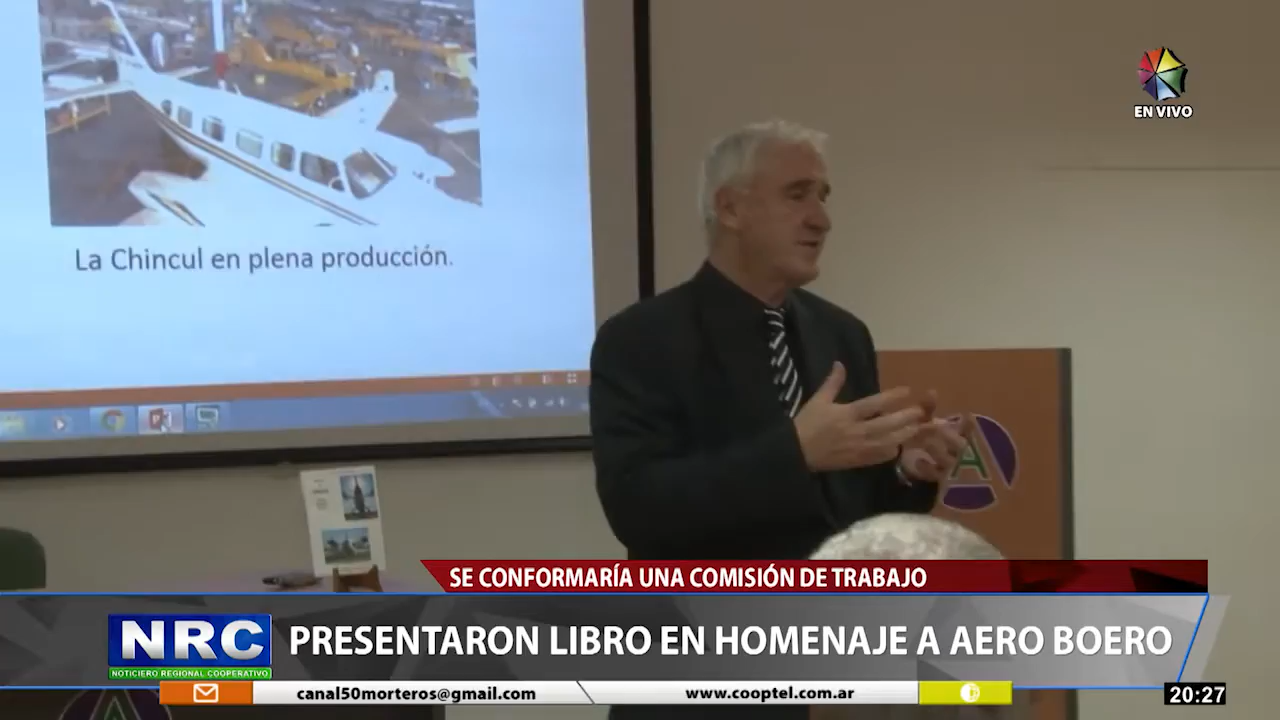 EN VIVO
La Chincul en plena producción.
A
SE CONFORMARÍA UNA COMISIÓN DE TRABAJO
NRC
NOTICIERO REGIONAL COOPERATIVO
PRESENTARON LIBRO EN HOMENAJE A AERO BOERO
canal50morteros@gmail.com
www.cooptel.com.ar
20:27